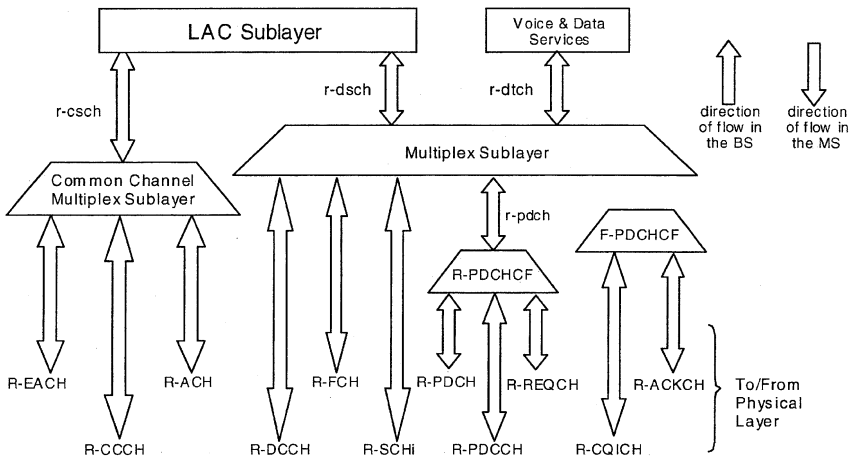 LAC Sublayer
Voice & Data
Services
r-csch
r-dsch
r-dtch
direction
of flow in
the BS
direction
of flow in
the MS
Multiplex Sublayer
Common Channel
Multiplex Sublayer
r-pdch
F-PDCHCF
R-PDCHCF
R-EACH
R-ACH
R-FCH
R-PDCH
R-REQCH
R-ACKCH
To/From
Physical
Layer
R-CCCH
R-DCCH
R-SCHi
R-PDCCH
R-CQICH